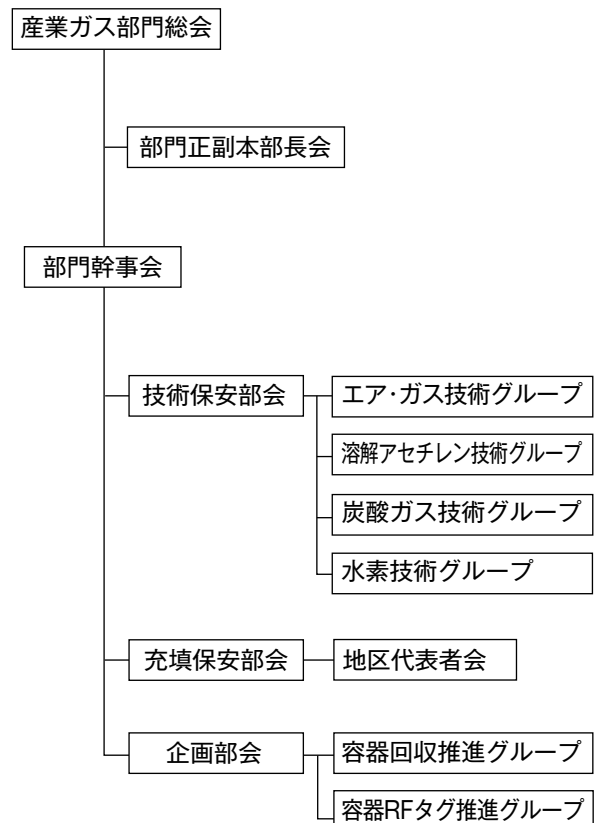 産業ガス部門総会
部門正副本部長会
部門幹事会
技術保安部会
エア・ガス技術グループ
溶解アセチレン技術グループ
炭酸ガス技術グループ
水素技術グループ
充填保安部会
地区代表者会
企画部会
容器回収推進グループ
容器RFタグ推進グループ